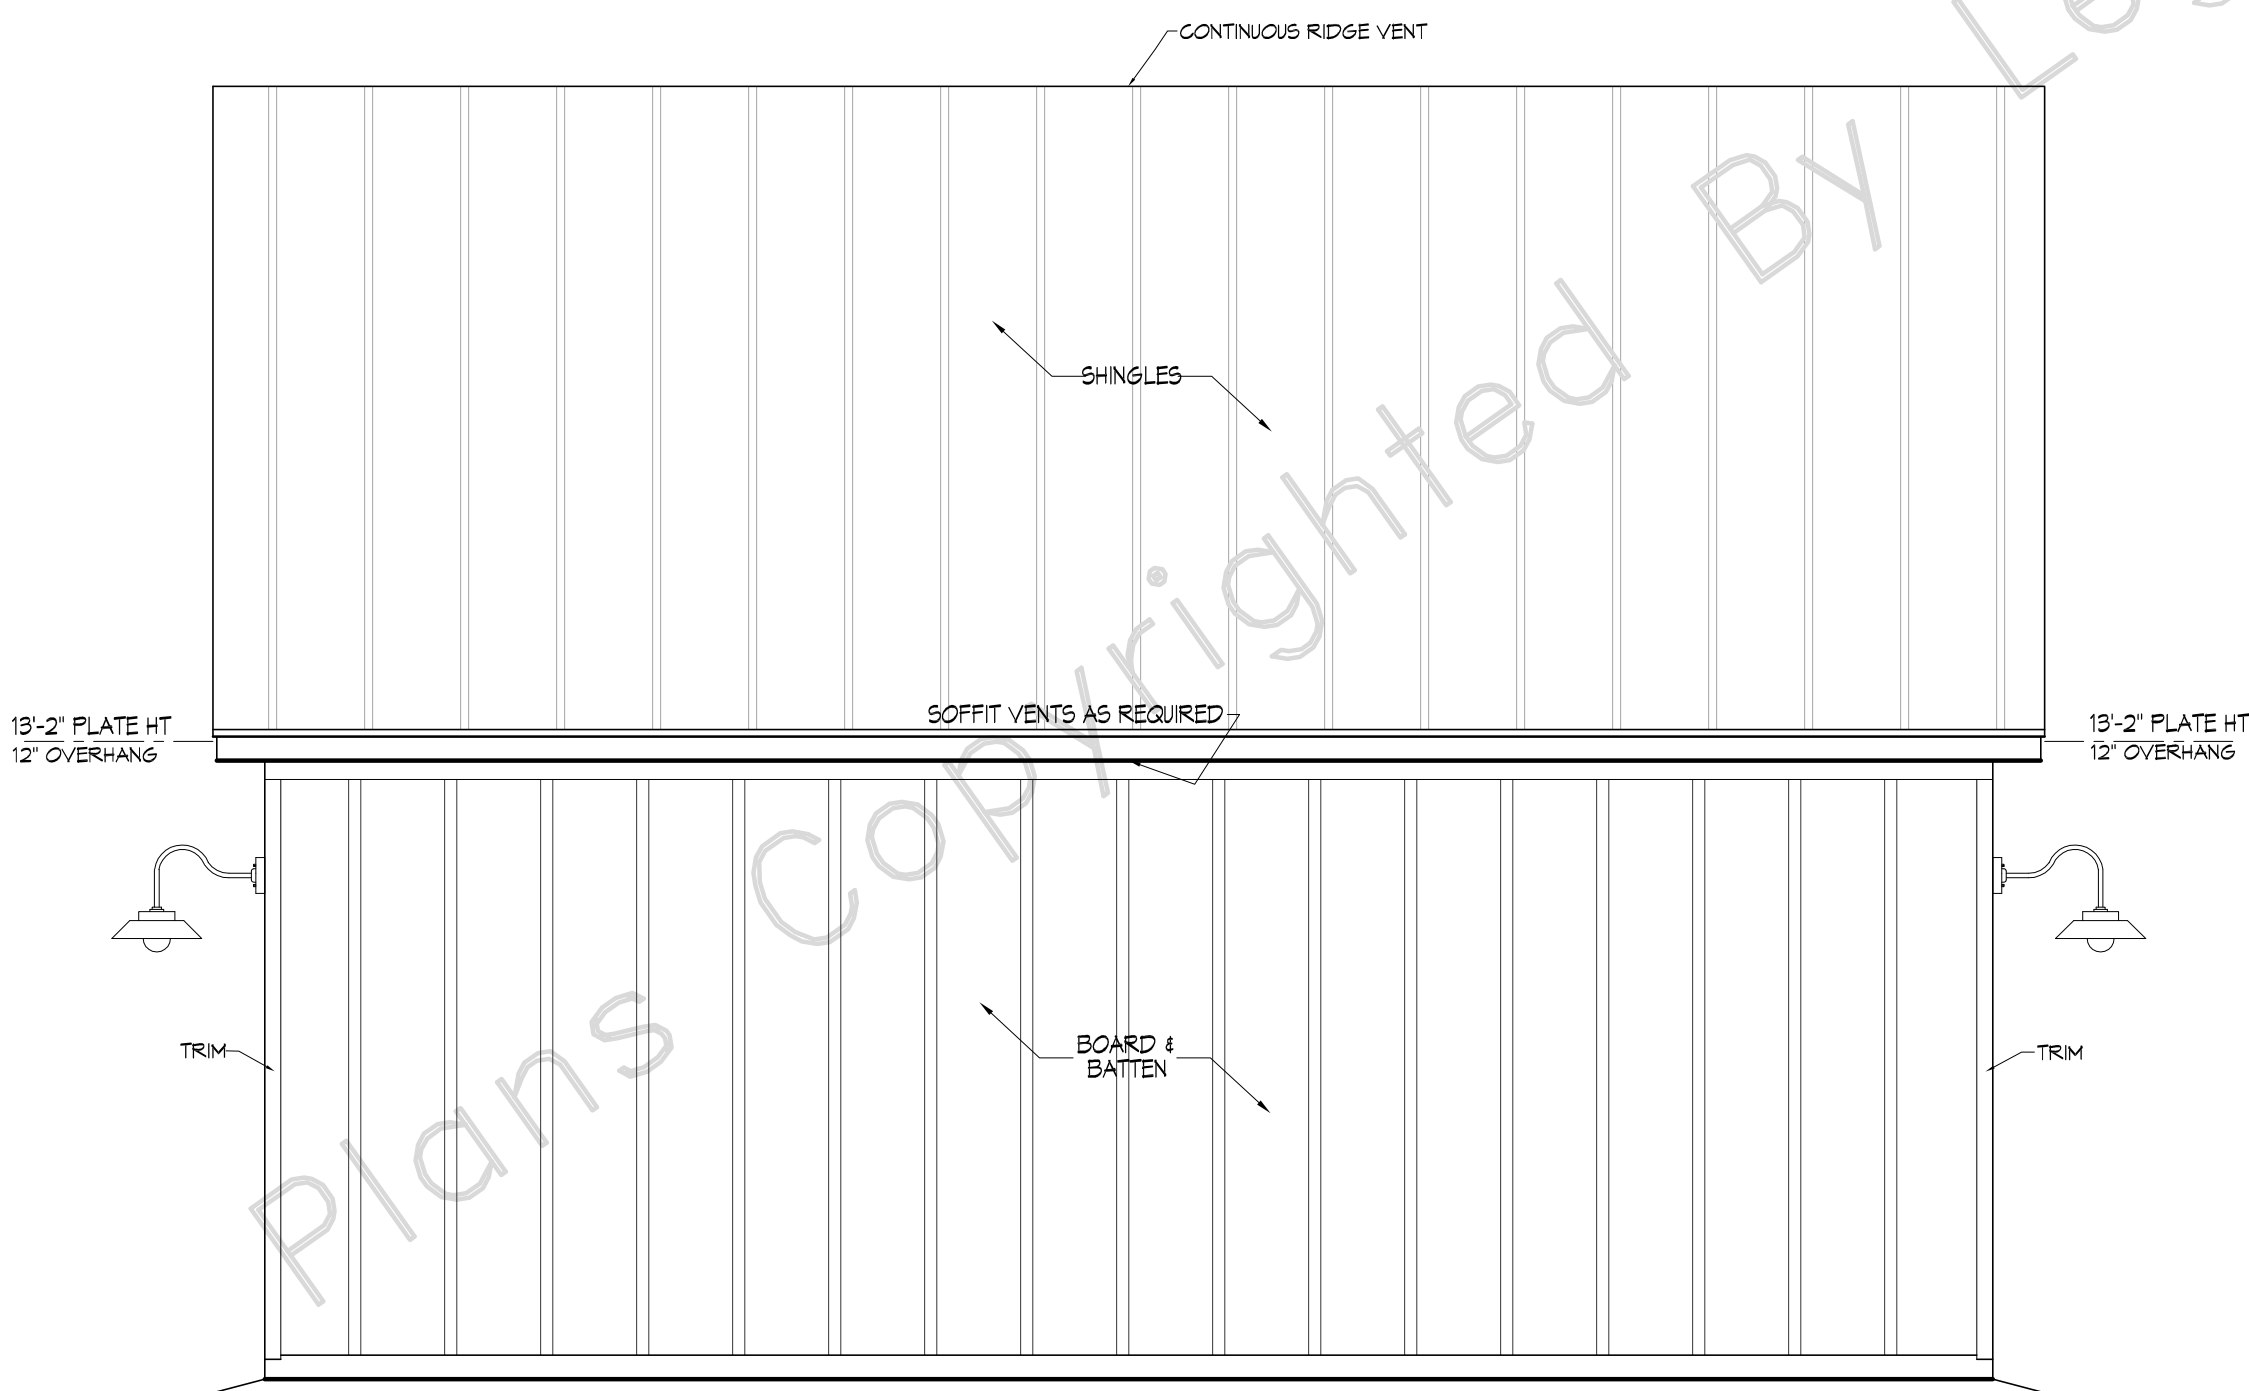 CONTINUOUS RIDGE VENT
SHINGLES
SOFFIT VENTS AS REQUIRED
13'-2" PLATE HT
12" OVERHANG
13'-2" PLATE HT
12" OVERHANG
TRIM
BOARD &
BATTEN
TRIM
Plans Copyrighted By